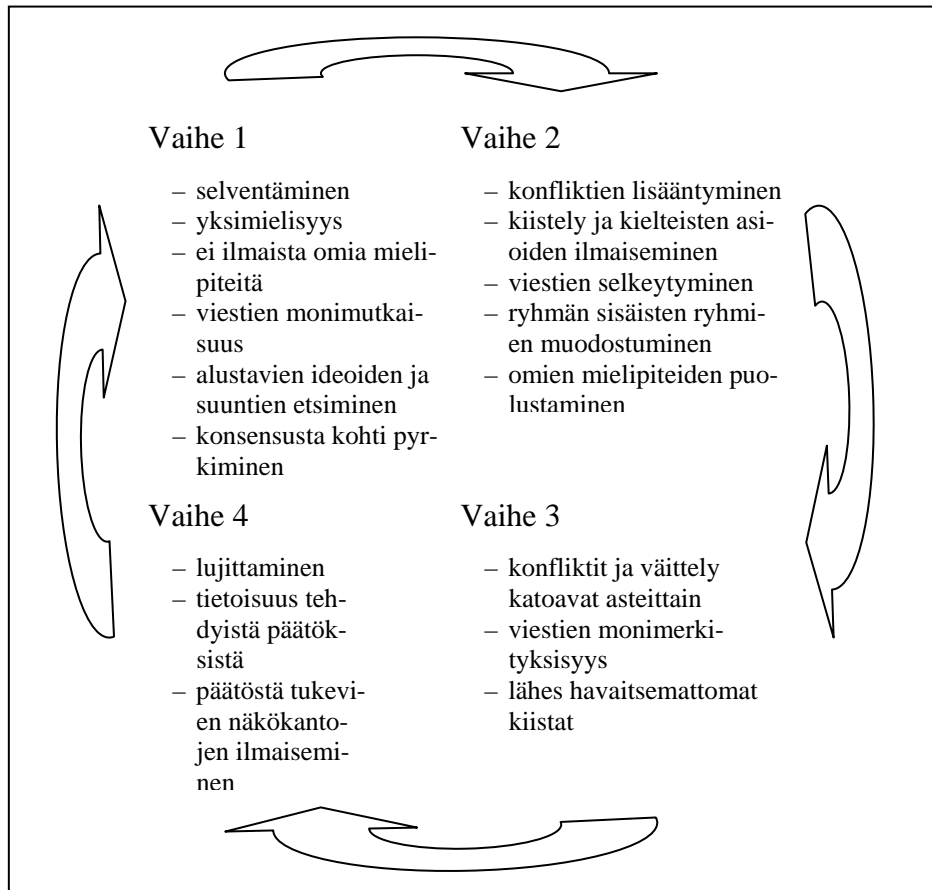 Vaihe 1
– selventäminen
– yksimielisyys
– ei ilmaista omia mieli-
piteitä
– viestien monimutkai-
suus
– alustavien ideoiden ja
suuntien etsiminen
– konsensusta kohti pyr-
kiminen
Vaihe 2
– konfliktien lisääntyminen
– kiistely ja kielteisten asi-
oiden ilmaiseminen
– viestien selkeytyminen
– ryhmän sisäisten ryhmi-
en muodostuminen
– omien mielipiteiden puo-
lustaminen
Vaihe 4
– lujittaminen
– tietoisuus teh-
dyistä päätök-
sistä
– päätöstä tukevi-
en näkökanto-
jen ilmaisemi-
nen
Vaihe 3
– konfliktit ja väittely
katoavat asteittain
– viestien monimerki-
tyksisyys
– lähes havaitsemattomat
kiistat